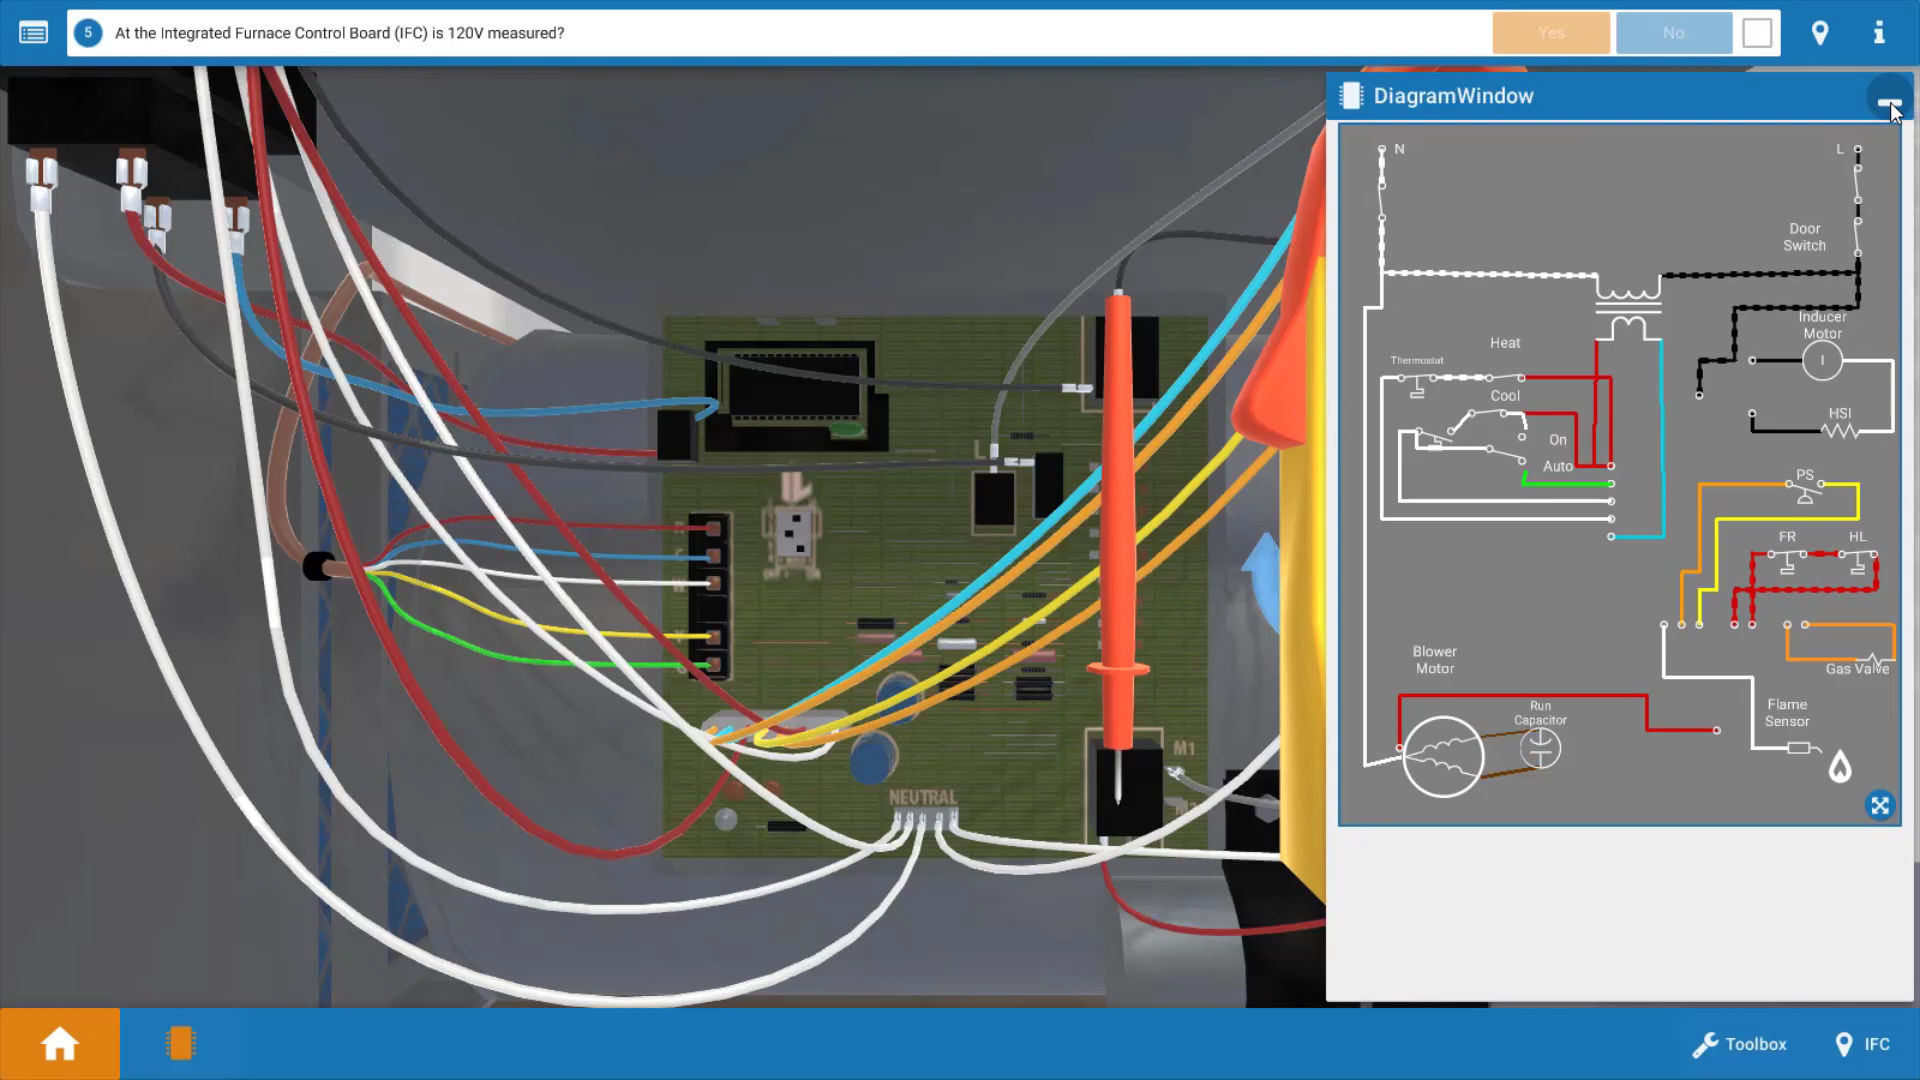 5 At the Integrated Furnace Control Board (IFC) is 120V measured?
Yes
No
DiagramWindow
N
L
Door
Switch
Inducer
Motor
I
Heat
Thermostat
Cool
HSI
On
Auto
PS
FR
HL
Blower
Motor
Run
Capacitor
Gas Valve
Flame
Sensor
L
M1
NEUTRAL
Toolbox
IFC